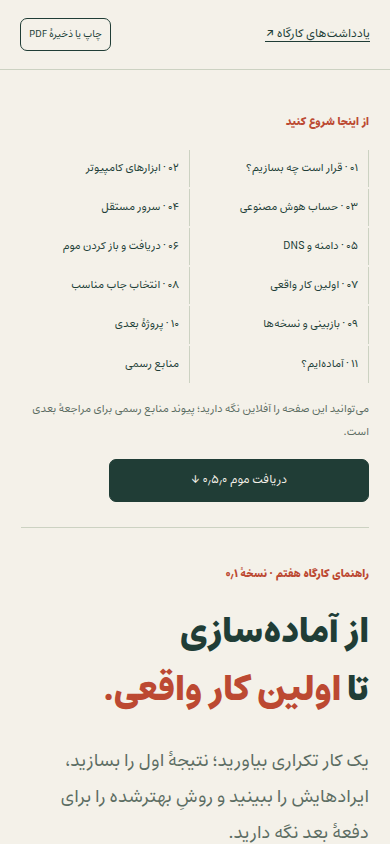 یادداشت‌های کارگاه ↗
چاپ یا ذخیرهٔ PDF
از اینجا شروع کنید
۰۱ · قرار است چه بسازیم؟
۰۲ · ابزارهای کامپیوتر
۰۳ · حساب هوش مصنوعی
۰۴ · سرور مستقل
۰۵ · دامنه و DNS
۰۶ · دریافت و باز کردن موم
۰۷ · اولین کار واقعی
۰۸ · انتخاب جاب مناسب
۰۹ · بازبینی و نسخه‌ها
۱۰ · پروژهٔ بعدی
۱۱ · آماده‌ایم؟
منابع رسمی
می‌توانید این صفحه را آفلاین نگه دارید؛ پیوند منابع رسمی برای مراجعهٔ بعدی
است.
دریافت موم ۰٫۵٫۰ ↓
راهنمای کارگاه هفتم · نسخهٔ ۰٫۱
از آماده‌سازی
تا اولین کار واقعی.
یک کار تکراری بیاورید؛ نتیجهٔ اول را بسازید،
ایرادهایش را ببینید و روشِ بهترشده را برای
دفعهٔ بعد نگه دارید.